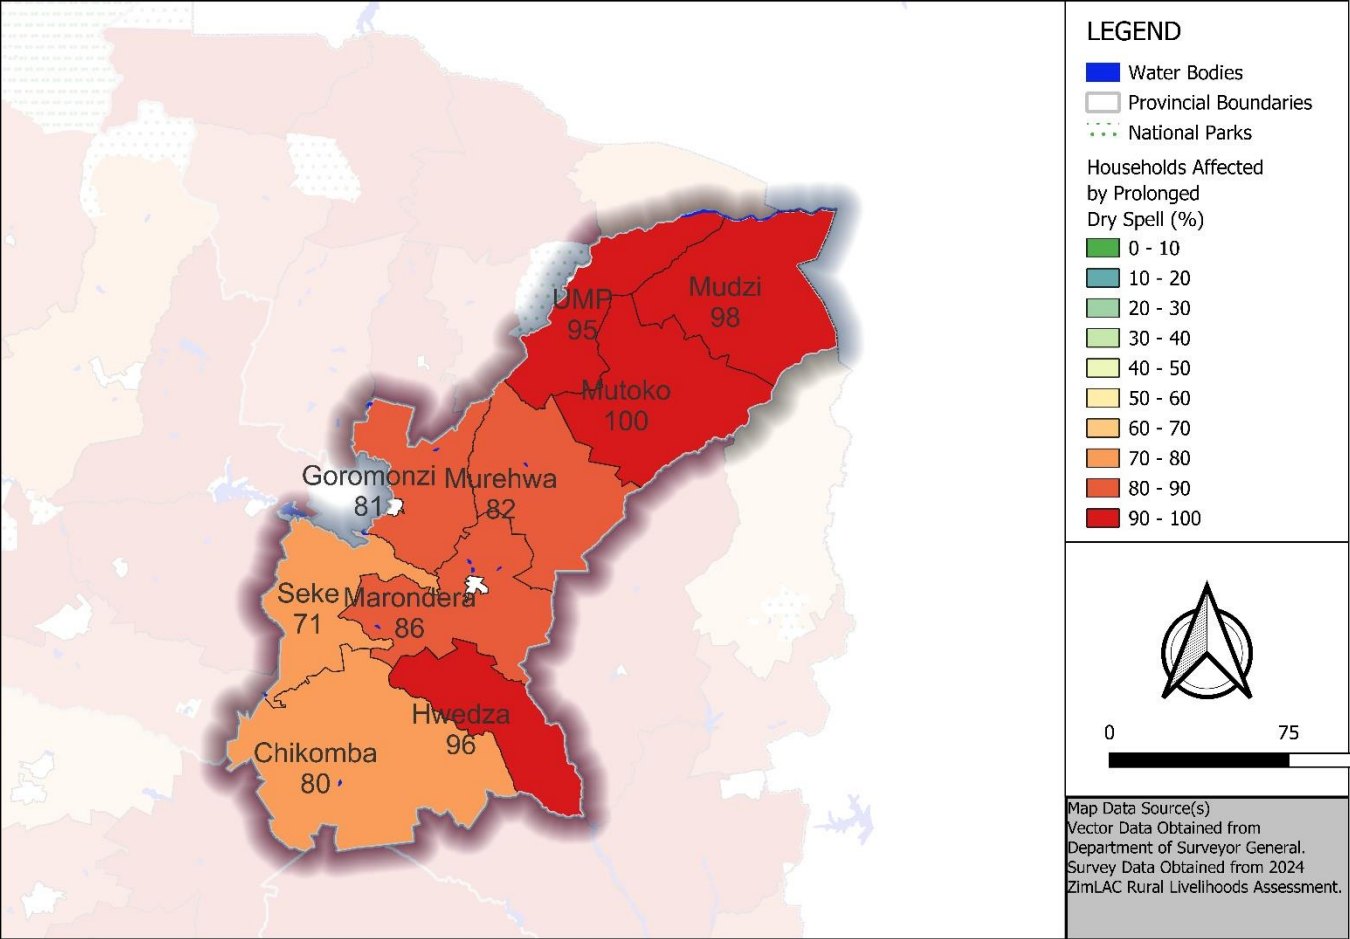 UMP
95
Mudzi
98
Mutoko
100
Goromonzi
81
Murehwa
82
Seke
71
Marondera
86
Hwedza
96
Chikomba
80
LEGEND
Water Bodies
Provincial Boundaries
National Parks
Households Affected
by Prolonged
Dry Spell (%)
0 - 10
10 - 20
20 - 30
30 - 40
40 - 50
50 - 60
60 - 70
70 - 80
80 - 90
90 - 100
0 75
Map Data Source(s)
Vector Data Obtained from
Department of Surveyor General.
Survey Data Obtained from 2024
ZimLAC Rural Livelihoods Assessment.